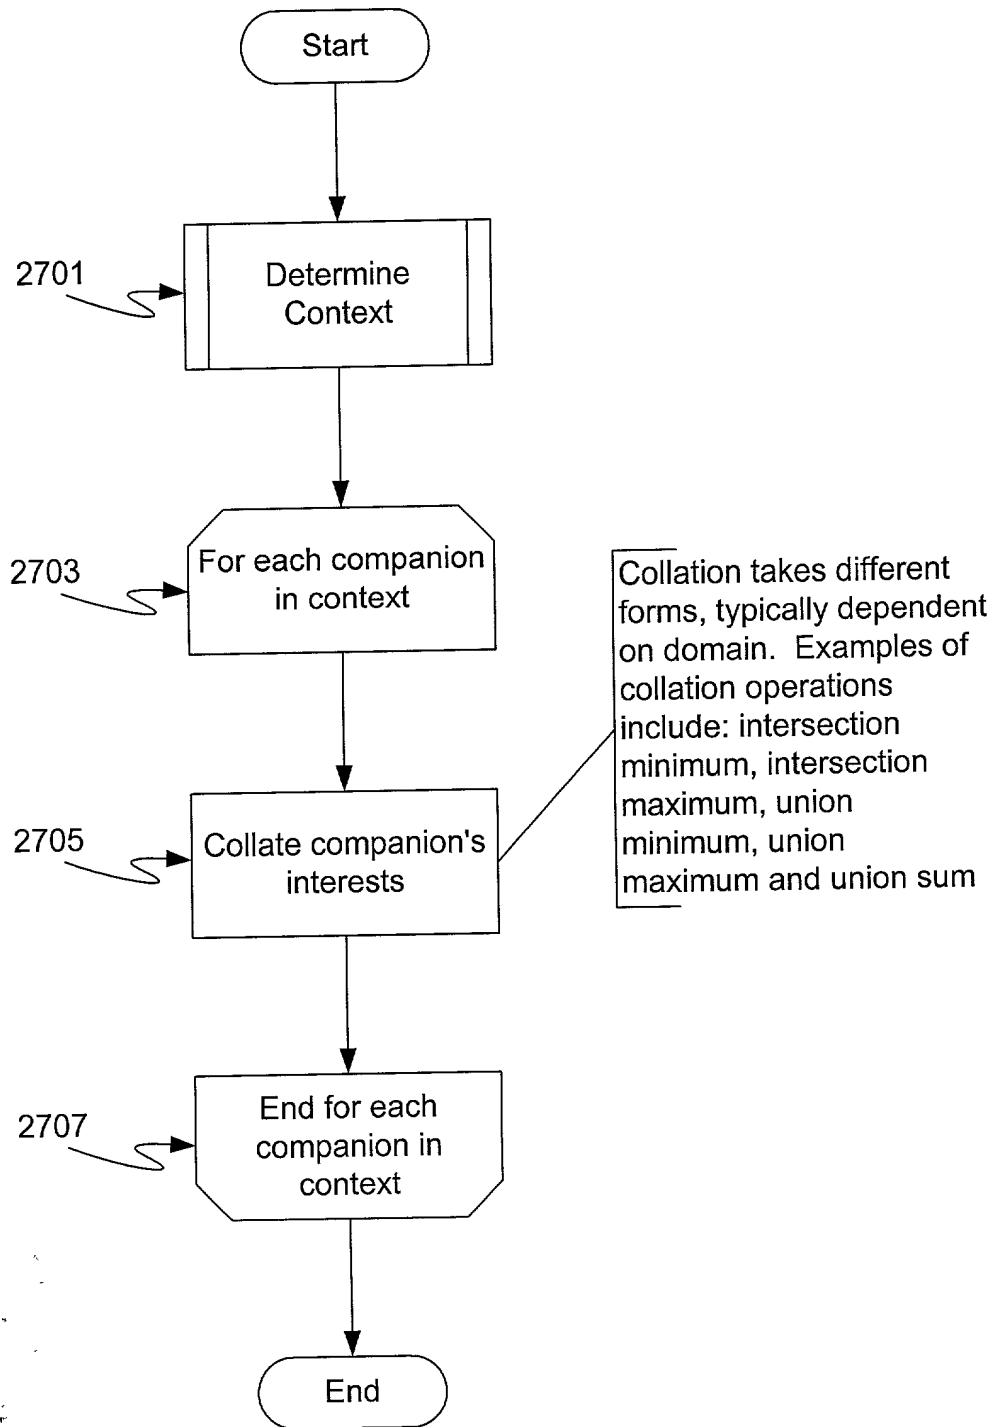 Start
2701
Determine
Context
2703
For each companion
in context
Collation takes different
forms, typically dependent
on domain.  Examples of
collation operations
include: intersection
minimum, intersection
maximum, union
minimum, union
maximum and union sum
2705
Collate companion's
interests
2707
End for each
companion in
context
End